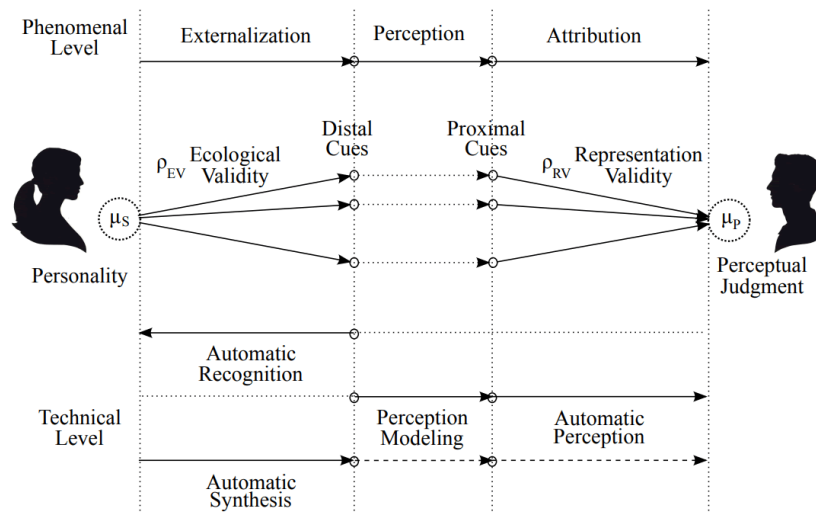 Phenomenal
Level
Externalization
Perception
Attribution
Distal
Cues
Proximal
Cues
ρEV Ecological
Validity
ρRV Representation
Validity
μS
μP
Personality
Perceptual
Judgment
Automatic
Recognition
Technical
Level
Perception
Modeling
Automatic
Perception
Automatic
Synthesis